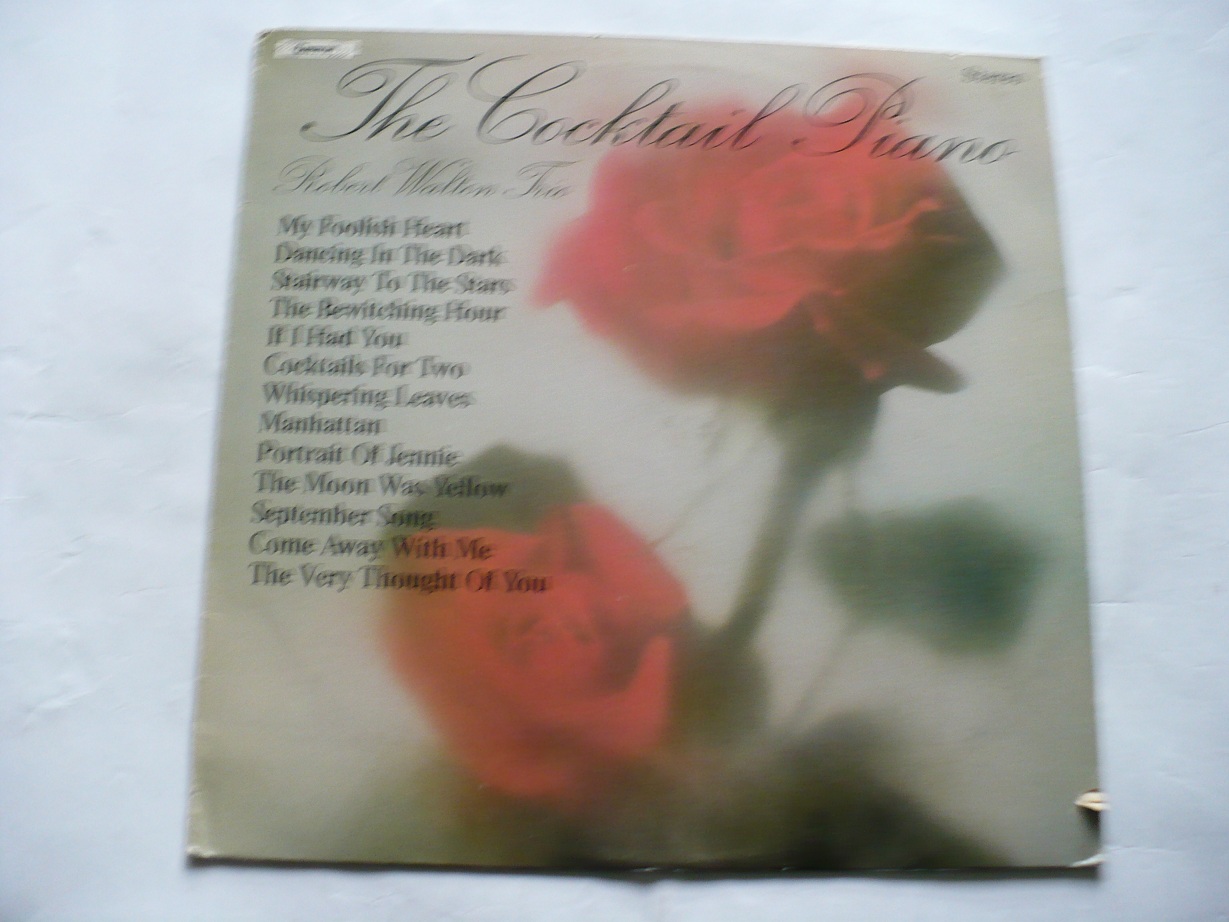 Stereo
The Cocktail Piano
Robert Walton Trio
My Foolish Heart
Dancing In The Dark
Stairway To The Stars
The Bewitching Hour
If I Had You
Cocktails For Two
Whispering Leaves
Manhattan
Portrait Of Jennie
The Moon Was Yellow
September Song
Come Away With Me
The Very Thought Of You